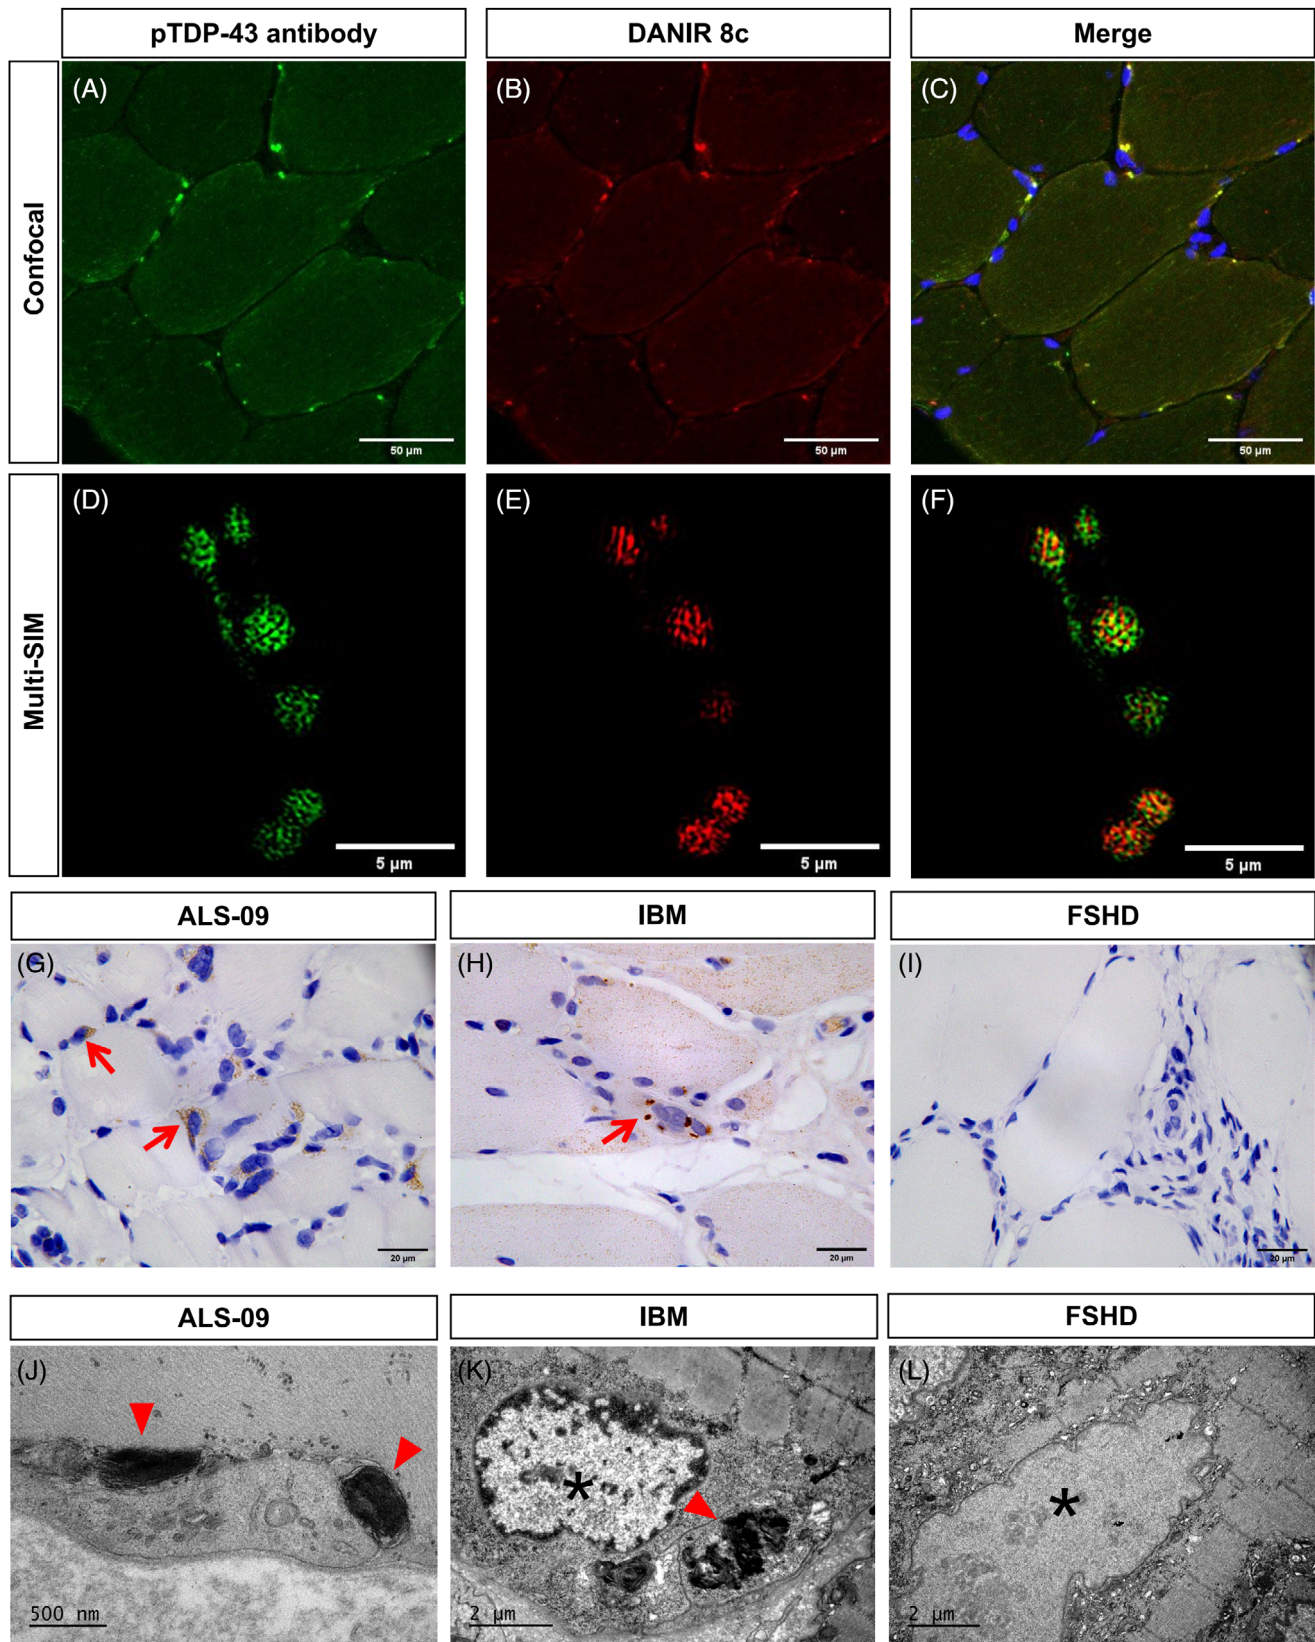 pTDP-43 antibody
DANIR 8c
Merge
Confocal
(A)
(B)
(C)
50 µm
50 µm
50 µm
Multi-SIM
(D)
(E)
(F)
5 µm
5 µm
5 µm
ALS-09
IBM
FSHD
(G)
(H)
(I)
20 µm
20 µm
20 µm
ALS-09
IBM
FSHD
(J)
(K)
(L)
*
*
500 nm
2 µm
2 µm